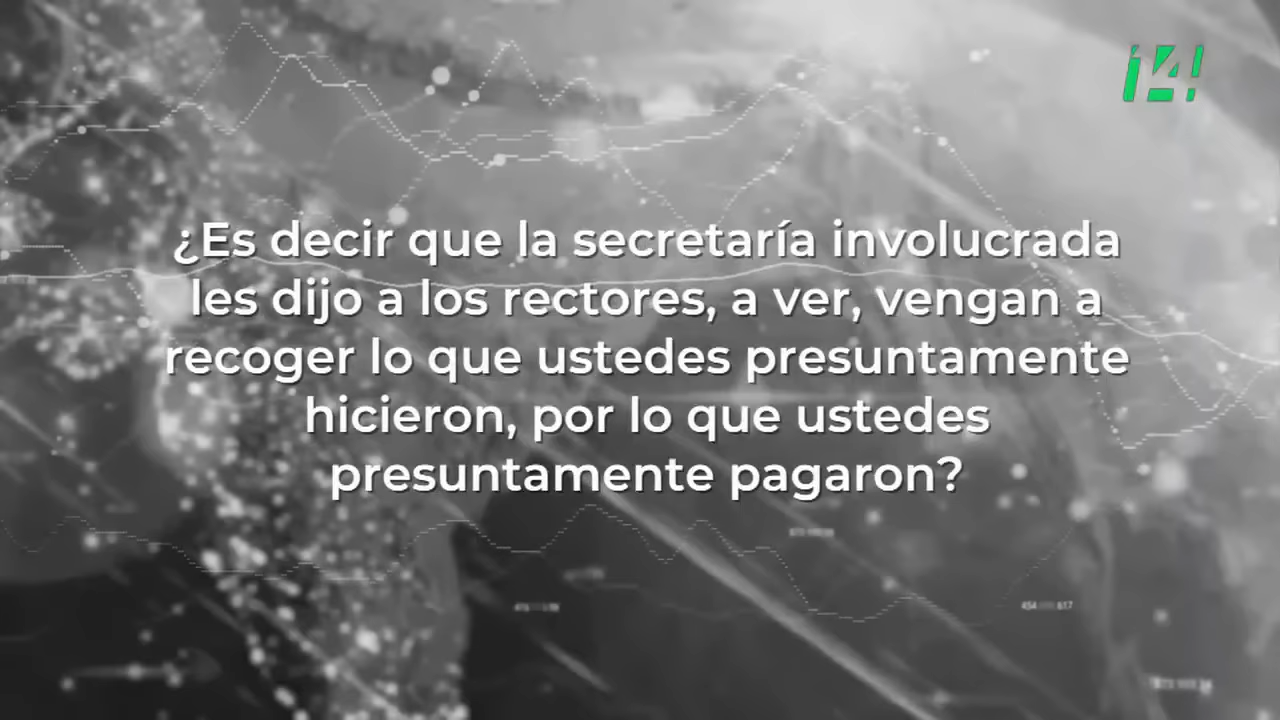 ¡4!
¿Es decir que la secretaría involucrada
les dijo a los rectores, a ver, vengan a
recoger lo que ustedes presuntamente
hicieron, por lo que ustedes
presuntamente pagaron?